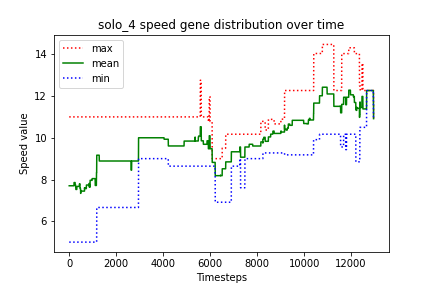 solo_4 speed gene distribution over time
max
mean
min
Speed value
14
12
10
8
6
0
2000
4000
6000
8000
10000
12000
Timesteps